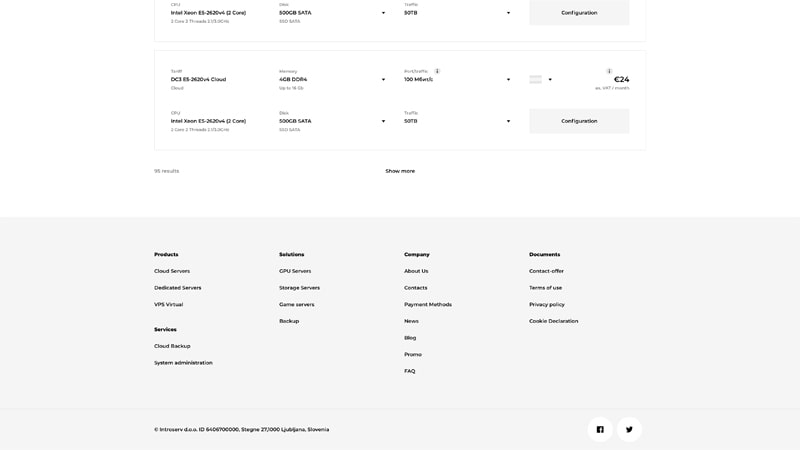 CPU Disk Traffic
Intel Xeon E5-2620v4 (2 Core) 500GB SATA 50TB Configuration
2 Core 2 Threads 2.1/3.0GHz SSD SATA
Tariff Memory Port/traffic
DC3 E5-2620v4 Cloud 4GB DDR4 100 Мбит/с €24
Cloud Up to 16 Gb ex. VAT / month
CPU Disk Traffic
Intel Xeon E5-2620v4 (2 Core) 500GB SATA 50TB Configuration
2 Core 2 Threads 2.1/3.0GHz SSD SATA
95 results Show more
Products Solutions Company Documents
Cloud Servers GPU Servers About Us Contact-offer
Dedicated Servers Storage Servers Contacts Terms of use
VPS Virtual Game servers Payment Methods Privacy policy
Backup News Cookie Declaration
Services
Blog
Cloud Backup
Promo
System administration
FAQ
© Introserv d.o.o. ID 6406700000, Stegne 27,1000 Ljubljana, Slovenia